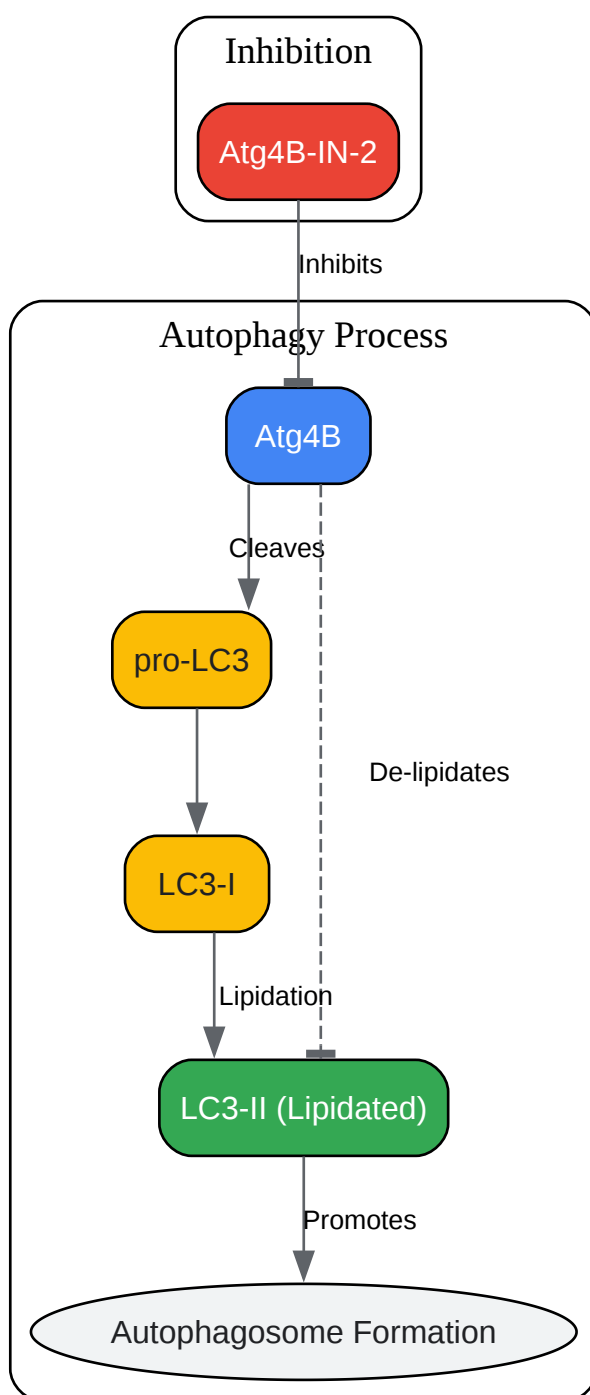 Inhibition
Atg4B-IN-2
Inhibits
Autophagy Process
Atg4B
Cleaves
pro-LC3
De-lipidates
LC3-I
Lipidation
LC3-II (Lipidated)
Promotes
Autophagosome Formation